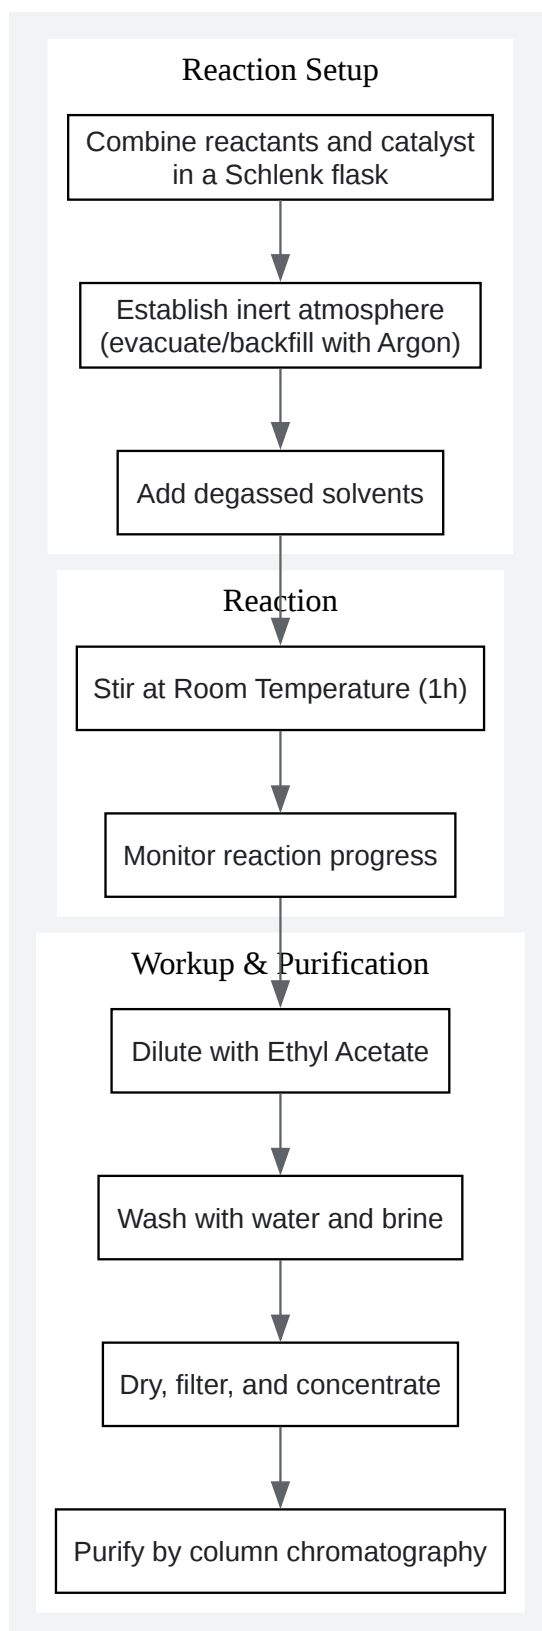 Reaction Setup
Combine reactants and catalyst
in a Schlenk flask
Establish inert atmosphere
(evacuate/backfill with Argon)
Add degassed solvents
Reaction
Stir at Room Temperature (1h)
Monitor reaction progress
Workup & Purification
Dilute with Ethyl Acetate
Wash with water and brine
Dry, filter, and concentrate
Purify by column chromatography